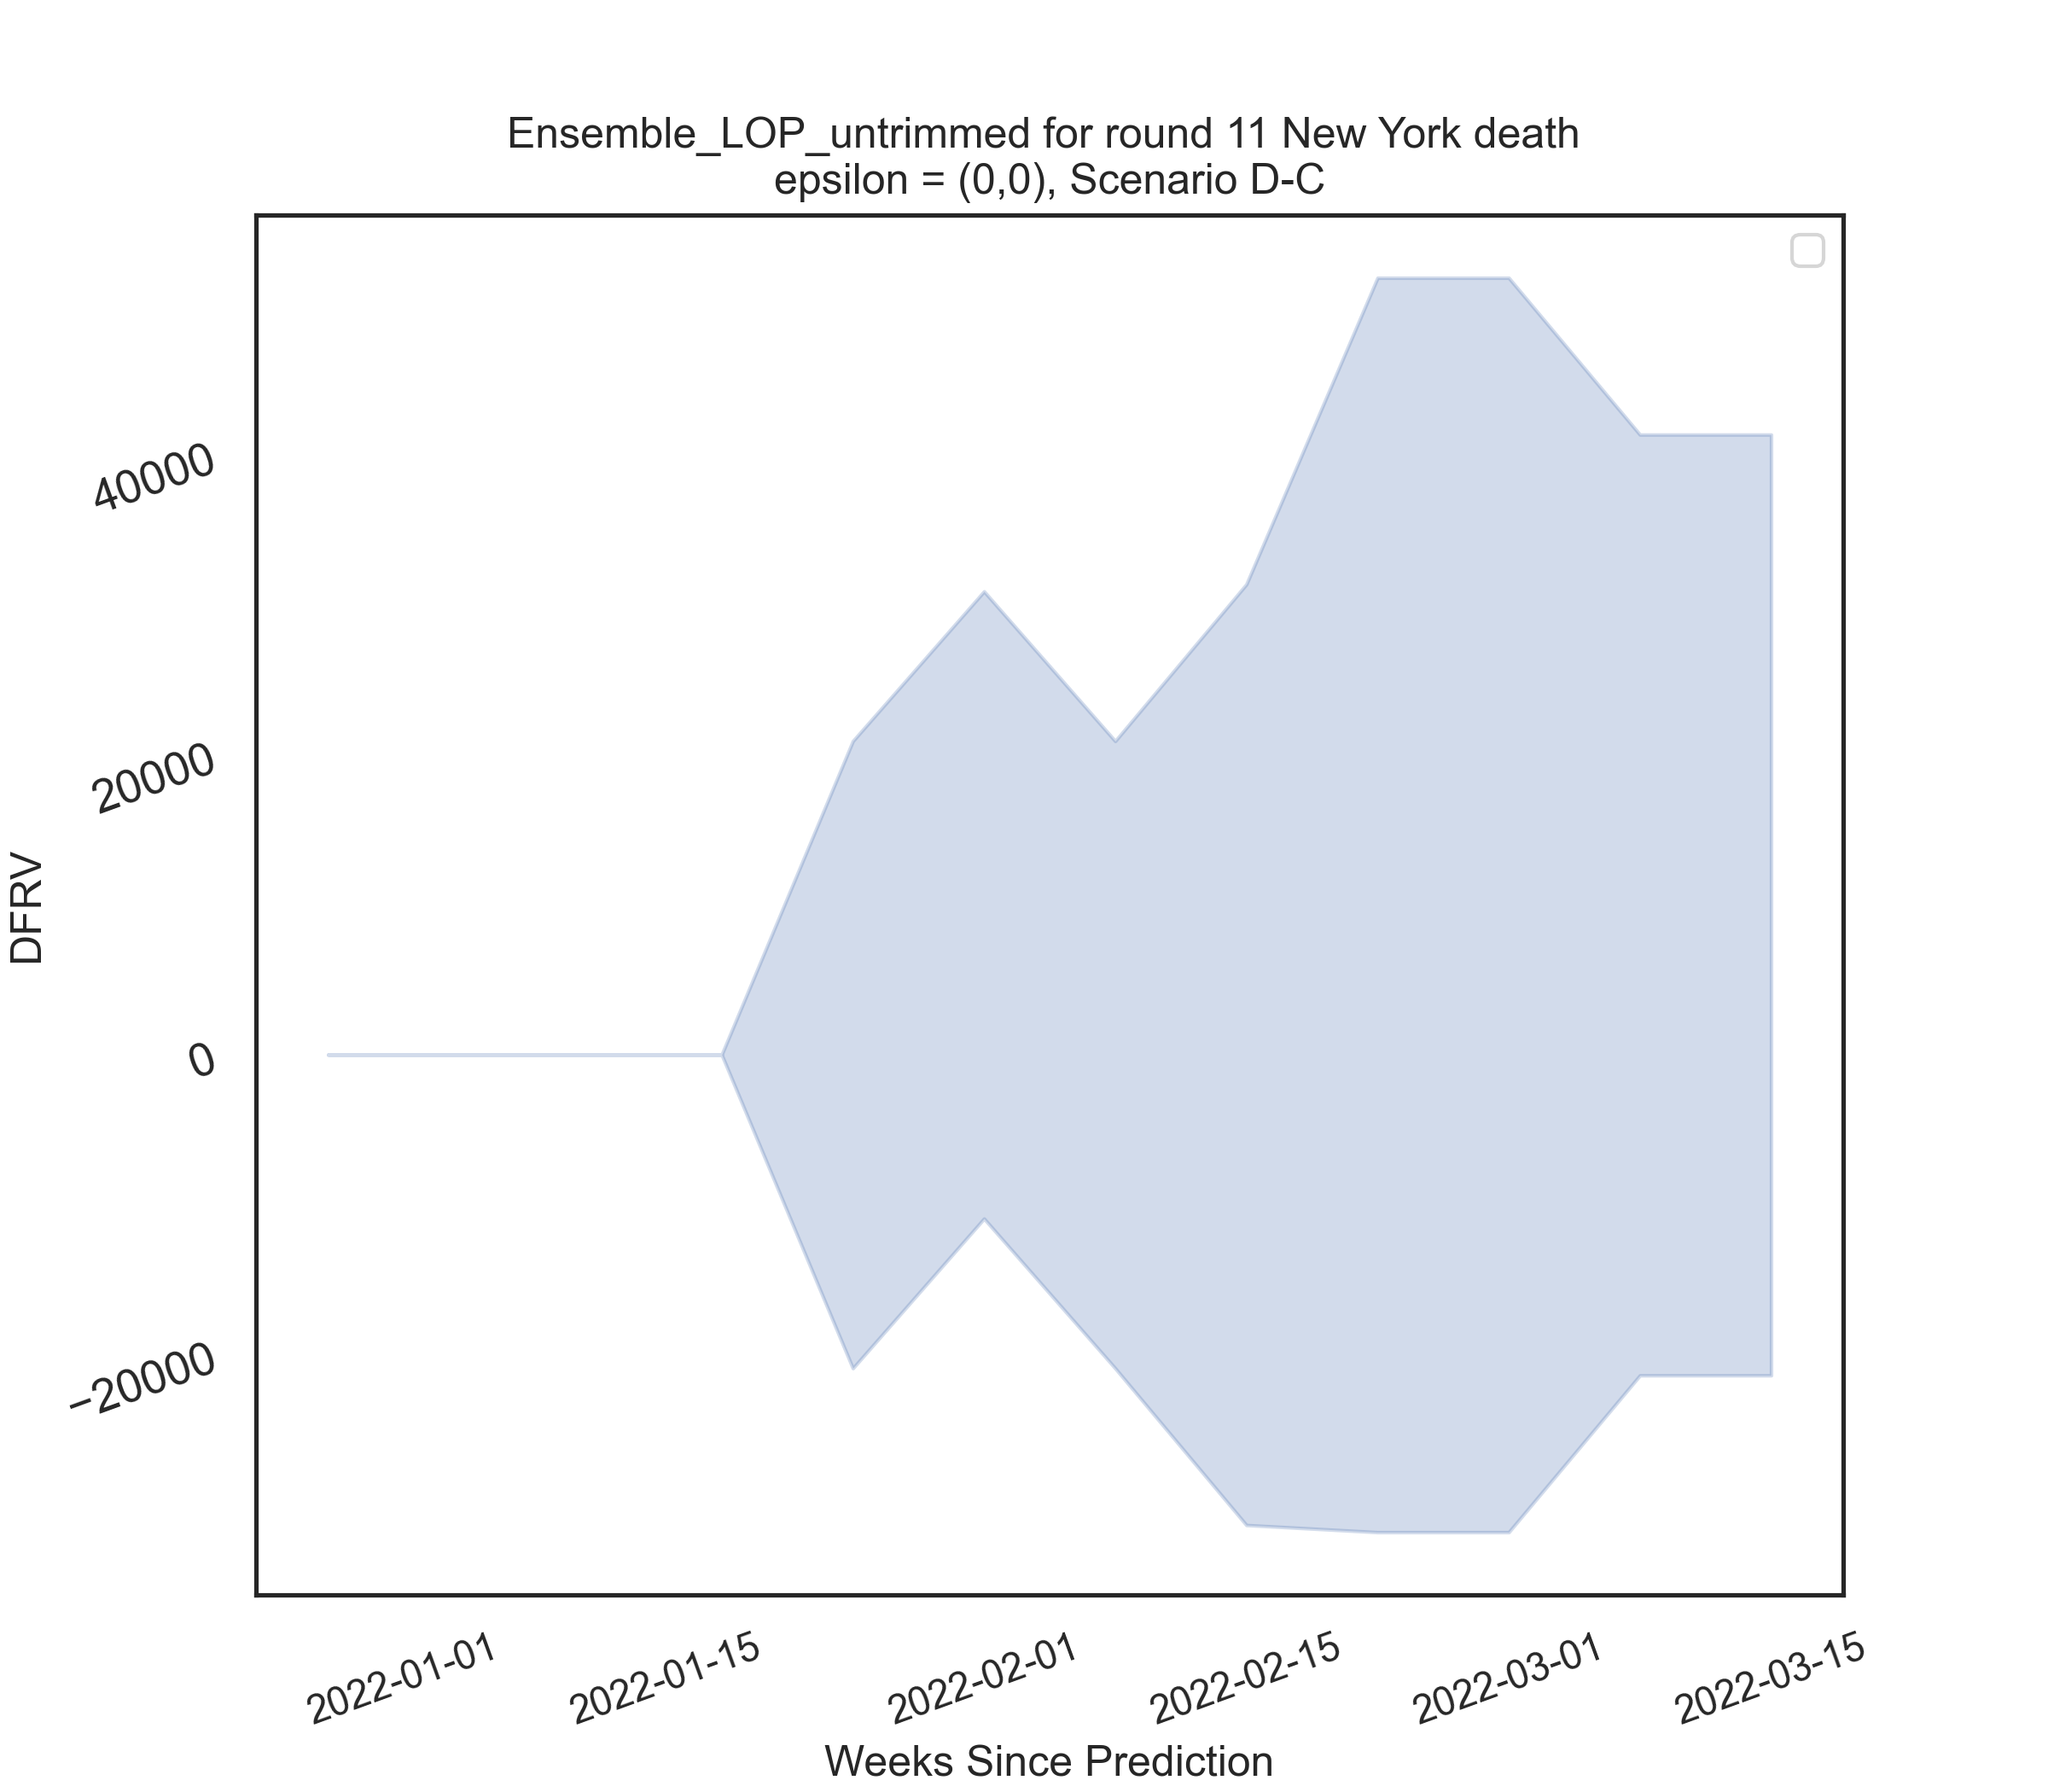 Ensemble_LOP_untrimmed for round 11 New York death
epsilon = (0,0), Scenario D-C
40000
20000
0
−20000
DFRV
2022-01-01
2022-01-15
2022-02-01
2022-02-15
2022-03-01
2022-03-15
Weeks Since Prediction